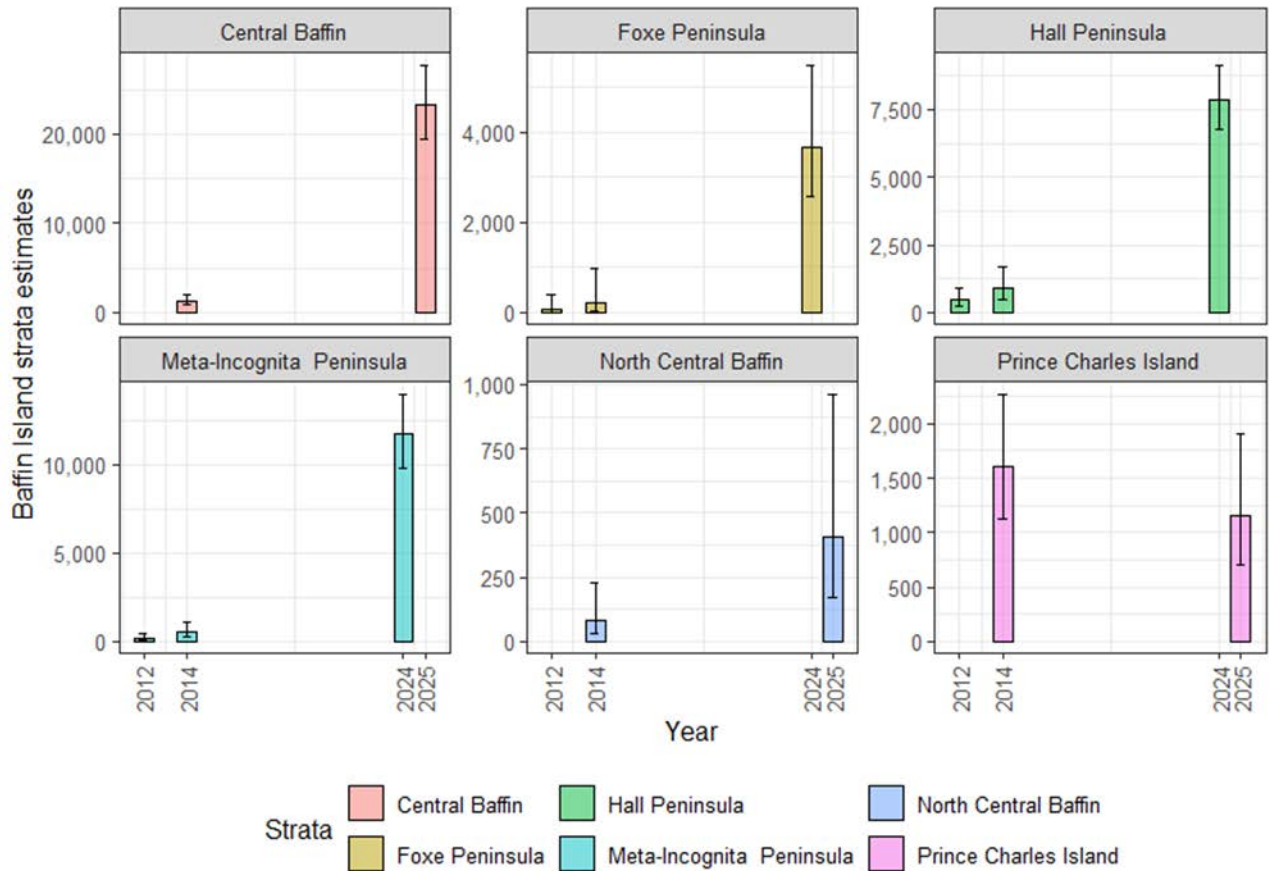 Central Baffin
Foxe Peninsula
Hall Peninsula
20,000
10,000
0
4,000
2,000
0
7,500
5,000
2,500
0
Baffin Island strata estimates
Meta-Incognita  Peninsula
North Central Baffin
Prince Charles Island
10,000
5,000
0
1,000
750
500
250
0
2,000
1,500
1,000
500
0
2012
2014
2024
2025
2012
2014
2024
2025
2012
2014
2024
2025
Year
Strata
Central Baffin
Hall Peninsula
North Central Baffin
Foxe Peninsula
Meta-Incognita  Peninsula
Prince Charles Island